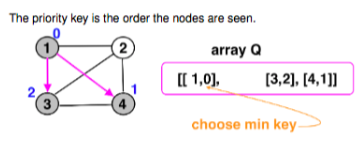 The priority key is the order the nodes are seen.
0
1
2
array Q
[[ 1,0],    [3,2], [4,1]]
2
1
3
4
choose min key